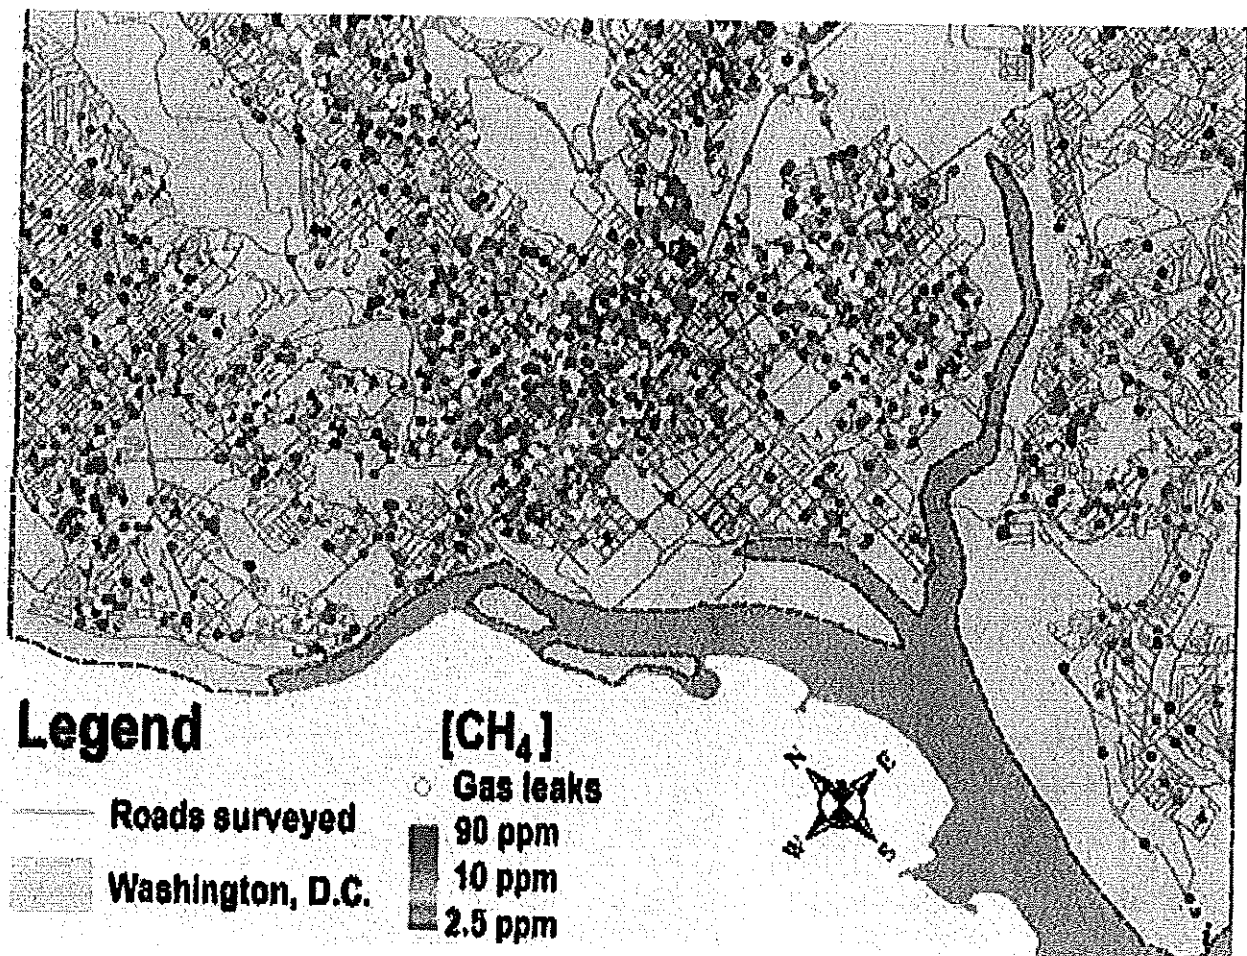 Legend
Roads surveyed
Washington, D.C.
[CH₄]
Gas leaks
90 ppm
10 ppm
2.5 ppm
N
E
W
S